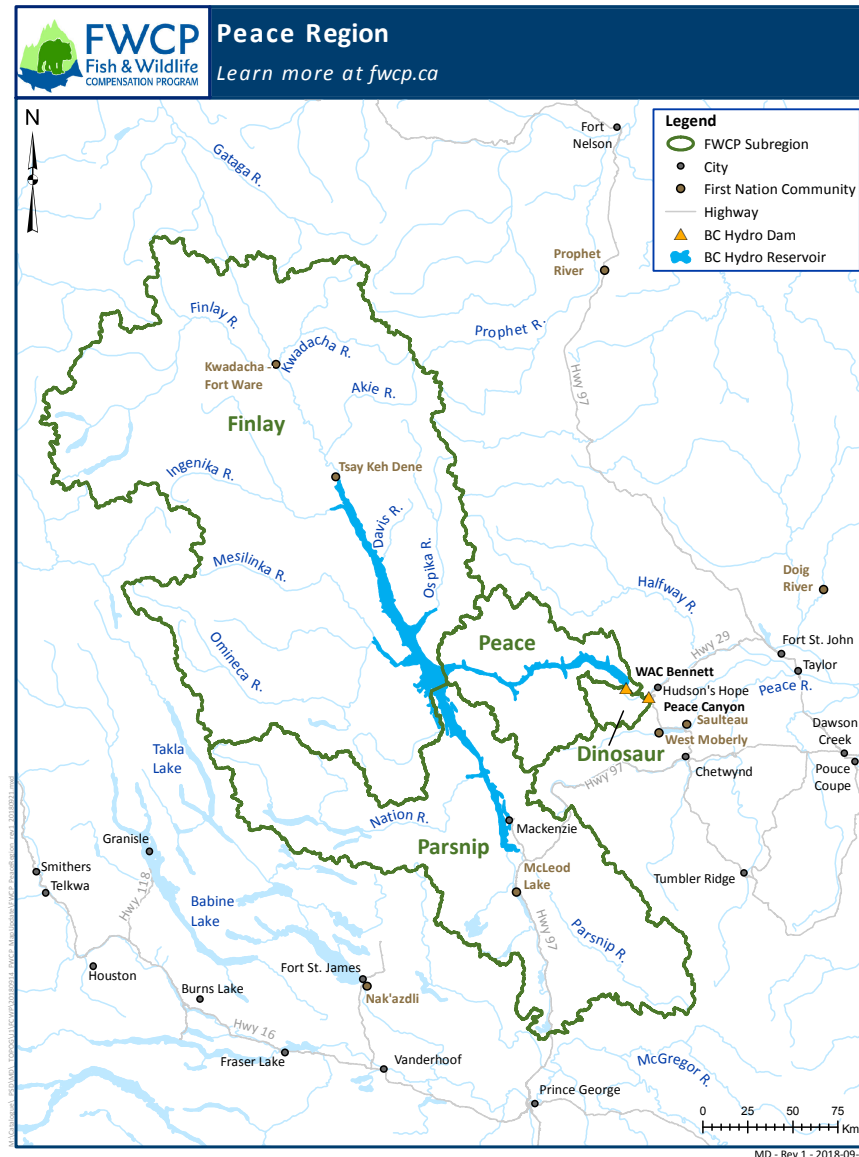 FWCP
Fish & Wildlife
COMPENSATION PROGRAM
Peace Region
Learn more at fwcp.ca
N
Legend
FWCP Subregion
City
First Nation Community
Highway
BC Hydro Dam
BC Hydro Reservoir
Fort
Nelson
Gataga R.
Prophet
River
Finlay R.
Prophet R.
Kwadacha R.
Kwadacha -
Fort Ware
Hwy 97
Akie R.
Finlay
Tsay Keh Dene
Ingenika R.
Davis R.
Ospika R.
Mesilinka R.
Doig
River
Halfway R.
Omineca R.
Peace
Hwy 29
Fort St. John
WAC Bennett
Taylor
Hudson's Hope
Peace R.
Peace Canyon
Saulteau
West Moberly
Dawson
Creek
Takla
Lake
Dinosaur
Chetwynd
Pouce
Coupe
Hwy 97
Nation R.
Mackenzie
Parsnip
Granisle
Smithers
Telkwa
McLeod
Lake
Tumbler Ridge
Hwy 118
Babine
Lake
Hwy 97
Parsnip R.
Houston
Fort St. James
Nak'azdli
Burns Lake
Hwy 16
Fraser Lake
Vanderhoof
McGregor R.
Prince George
0 25 50 75
Km
MD - Rev 1 - 2018-09-